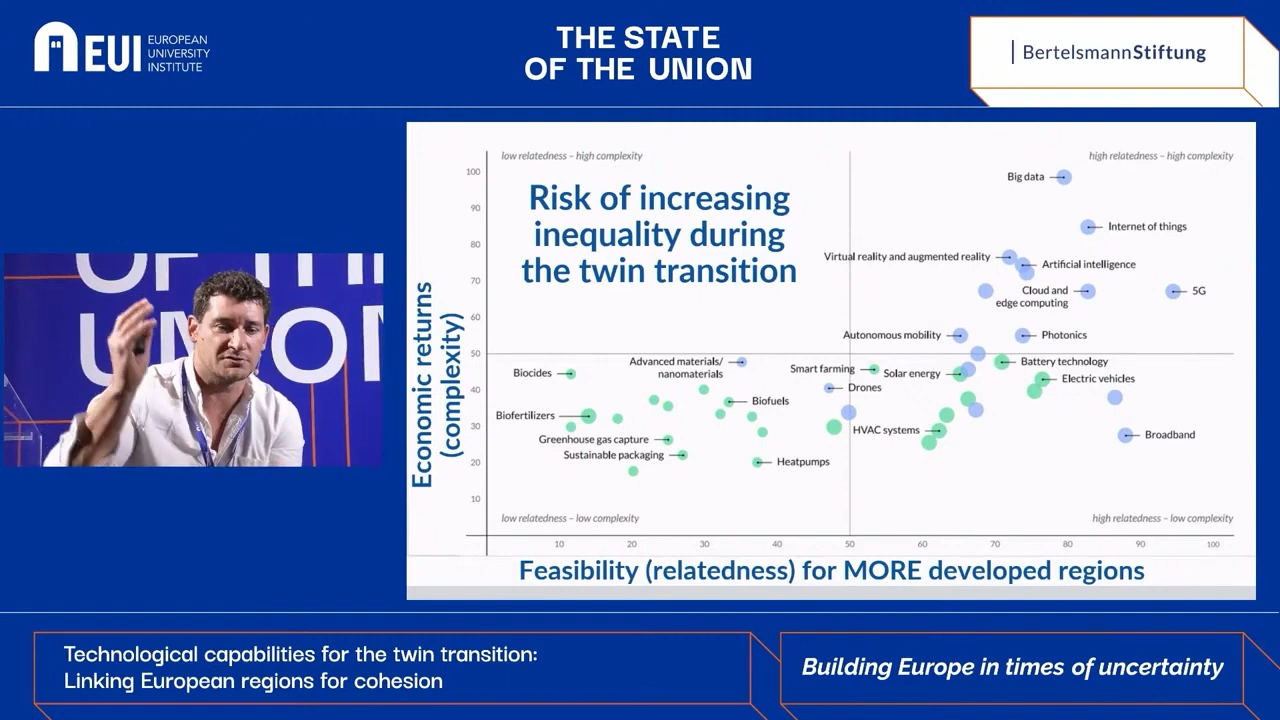 EUI
EUROPEAN
UNIVERSITY
INSTITUTE
THE STATE
OF THE UNION
BertelsmannStiftung
low relatedness – high complexity
high relatedness – high complexity
Risk of increasing
inequality during
the twin transition
Economic returns
(complexity)
100
90
80
70
60
50
40
30
20
10
Big data
Internet of things
Virtual reality and augmented reality
Artificial intelligence
Cloud and
edge computing
5G
Autonomous mobility
Photonics
Advanced materials/
nanomaterials
Smart farming
Solar energy
Battery technology
Biocides
Drones
Electric vehicles
Biofuels
Biofertilizers
HVAC systems
Broadband
Greenhouse gas capture
Sustainable packaging
Heatpumps
low relatedness – low complexity
high relatedness – low complexity
10 20 30 40 50 60 70 80 90 100
Feasibility (relatedness) for MORE developed regions
OF TH
UNION
Technological capabilities for the twin transition:
Linking European regions for cohesion
Building Europe in times of uncertainty